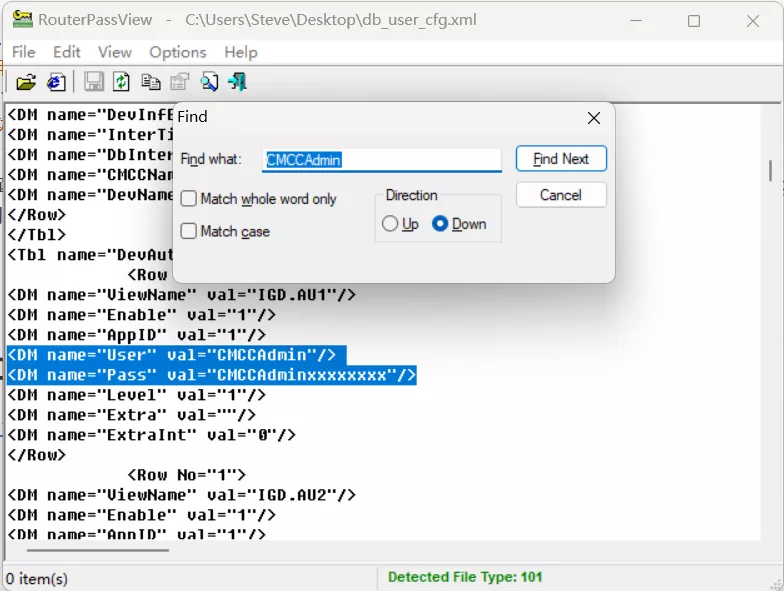 RouterPassView - C:\Users\Steve\Desktop\db_user_cfg.xml
File Edit View Options Help
<DM name="DevInfE
<DM name="InterTi
<DM name="DbInter
<DM name="CMCCNam
<DM name="DevName
</Row>
</Tbl>
<Tbl name="DevAut
<Row
Find
Find what: CMCCAdmin
Find Next
Match whole word only
Match case
Direction
Up Down
Cancel
<DM name="ViewName" val="IGD.AU1"/>
<DM name="Enable" val="1"/>
<DM name="AppID" val="1"/>
<DM name="User" val="CMCCAdmin"/>
<DM name="Pass" val="CMCCAdminxxxxxxxx"/>
<DM name="Level" val="1"/>
<DM name="Extra" val=""/>
<DM name="ExtraInt" val="0"/>
</Row>
<Row No="1">
<DM name="ViewName" val="IGD.AU2"/>
<DM name="Enable" val="1"/>
<DM name="AppID" val="1"/>
0 item(s)
Detected File Type: 101